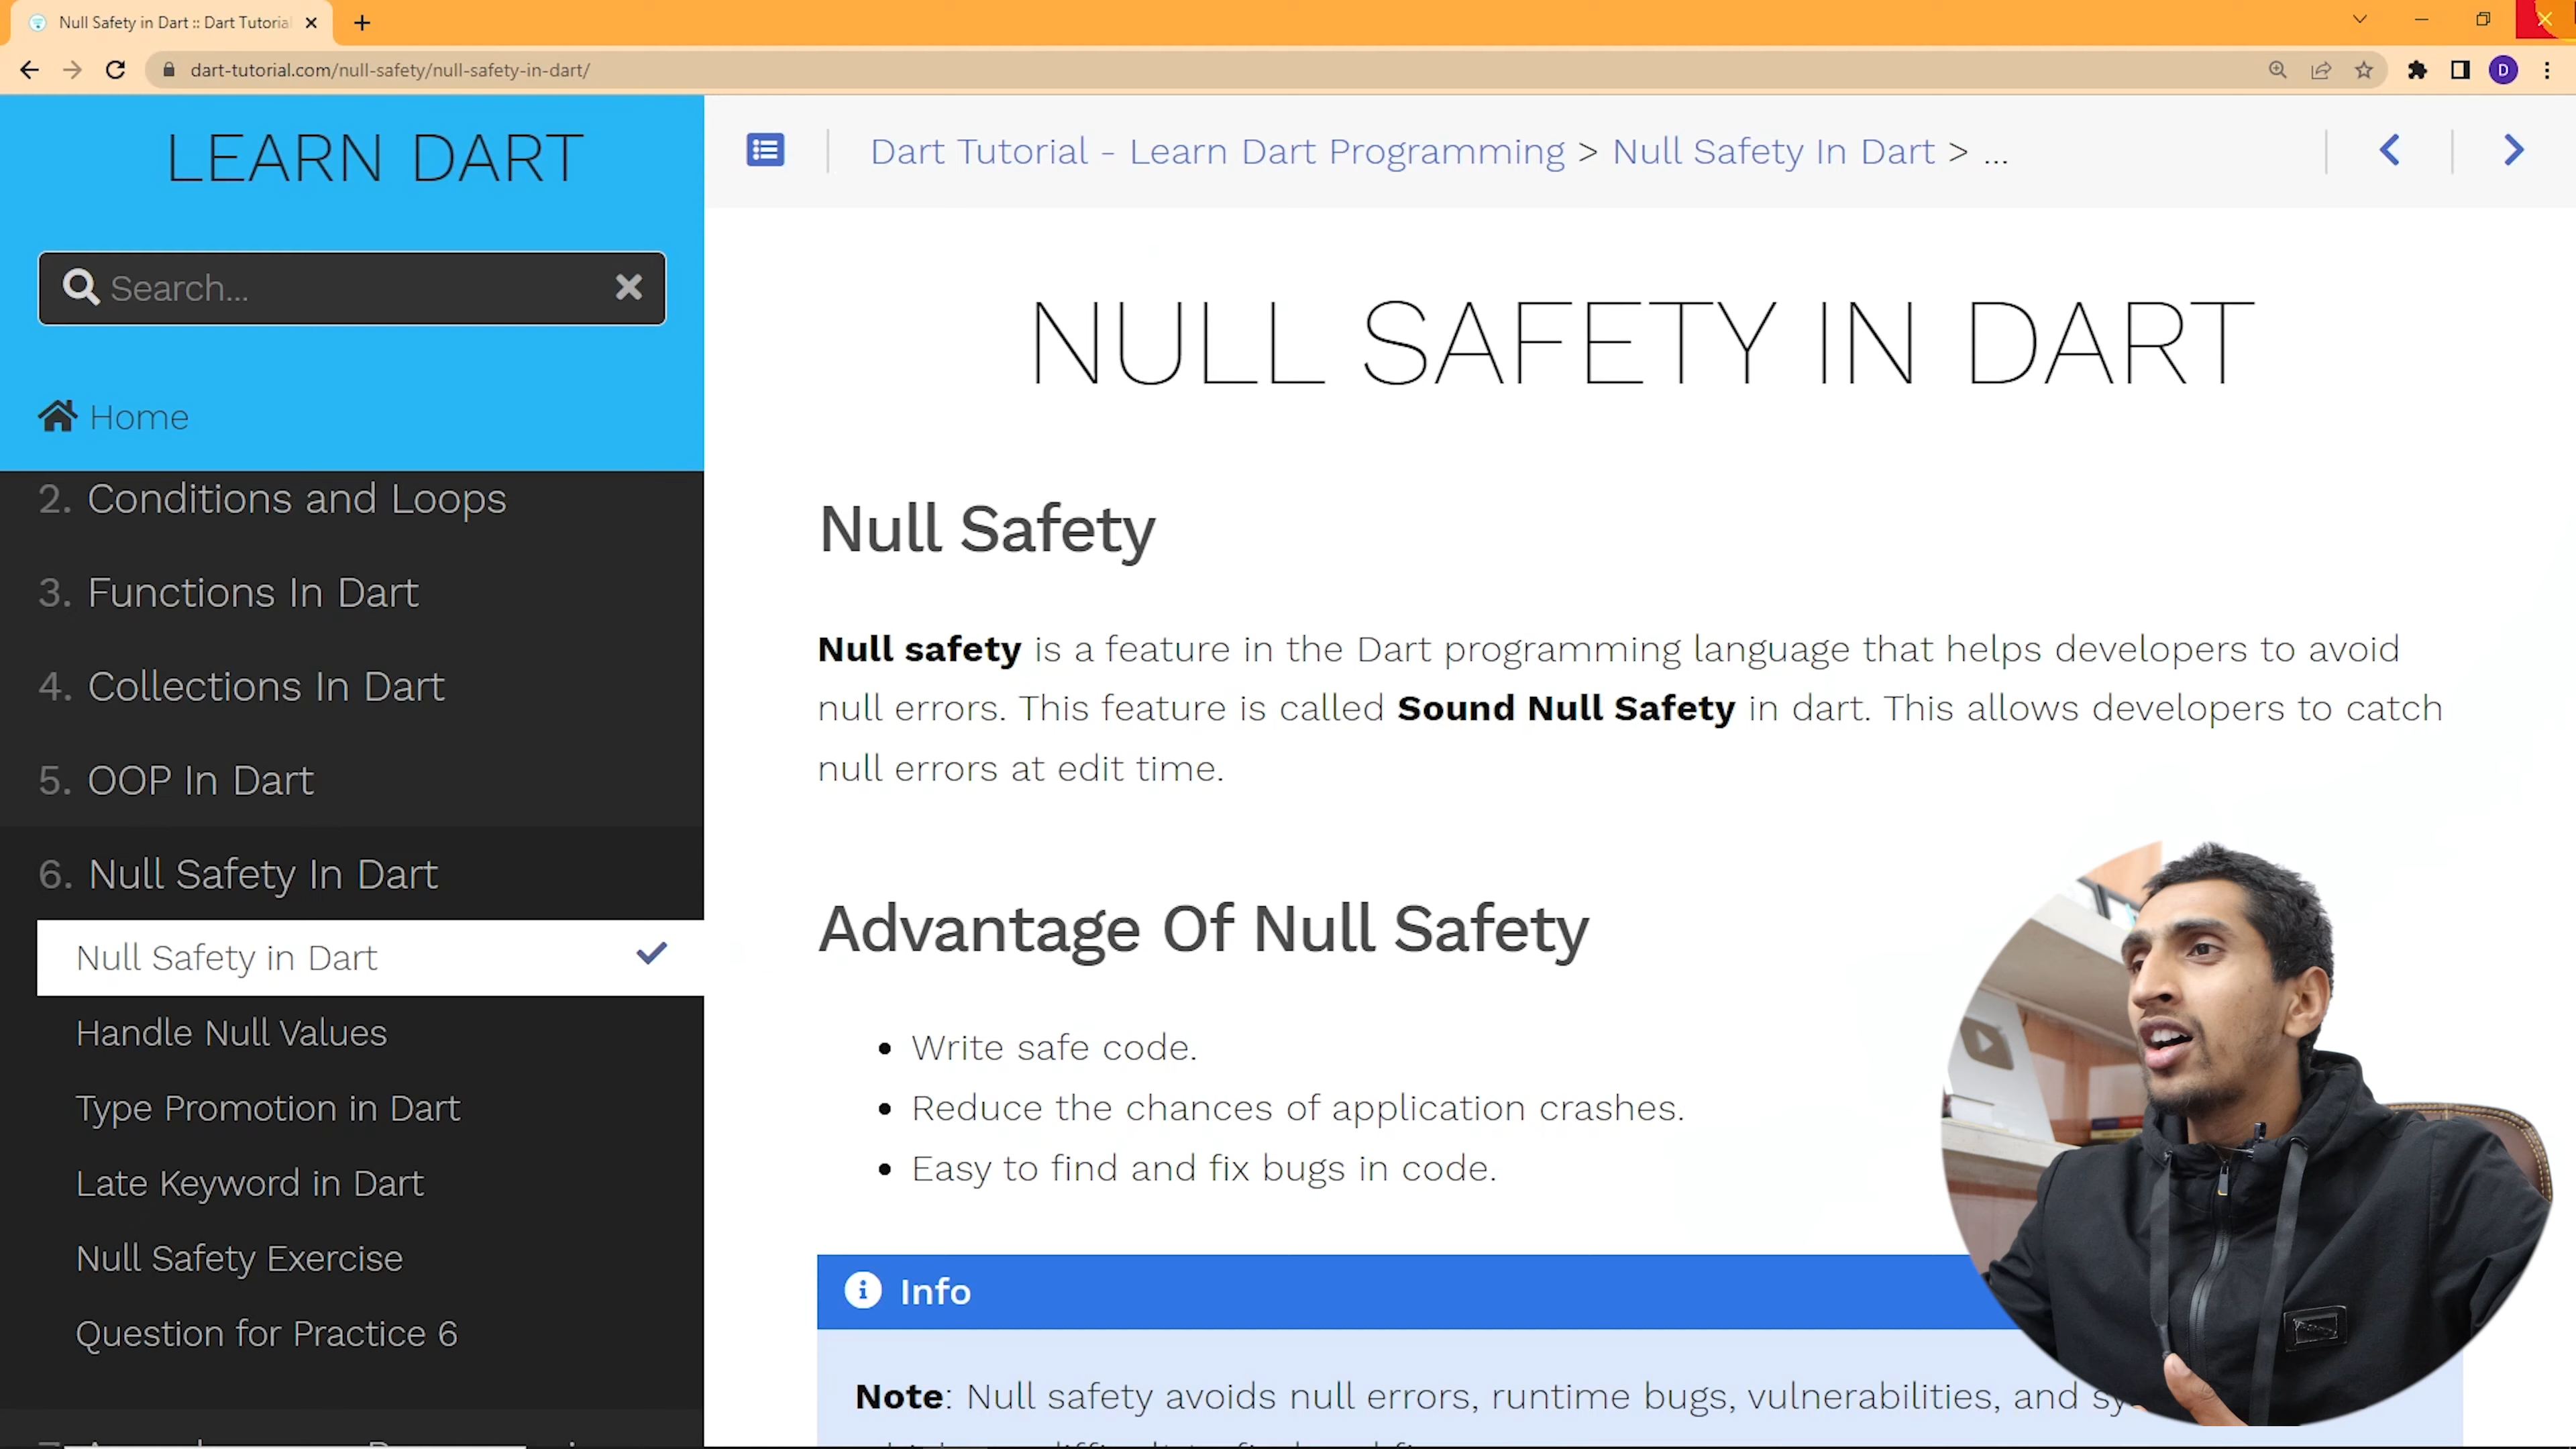 Null Safety in Dart :: Dart Tutorial
dart-tutorial.com/null-safety/null-safety-in-dart/
D
LEARN DART
Search...
Home
2. Conditions and Loops
3. Functions In Dart
4. Collections In Dart
5. OOP In Dart
6. Null Safety In Dart
Null Safety in Dart
Handle Null Values
Type Promotion in Dart
Late Keyword in Dart
Null Safety Exercise
Question for Practice 6
Dart Tutorial - Learn Dart Programming > Null Safety In Dart > ...
NULL SAFETY IN DART
Null Safety
Null safety is a feature in the Dart programming language that helps developers to avoid
null errors. This feature is called Sound Null Safety in dart. This allows developers to catch
null errors at edit time.
Advantage Of Null Safety
• Write safe code.
• Reduce the chances of application crashes.
• Easy to find and fix bugs in code.
Info
Note: Null safety avoids null errors, runtime bugs, vulnerabilities, and